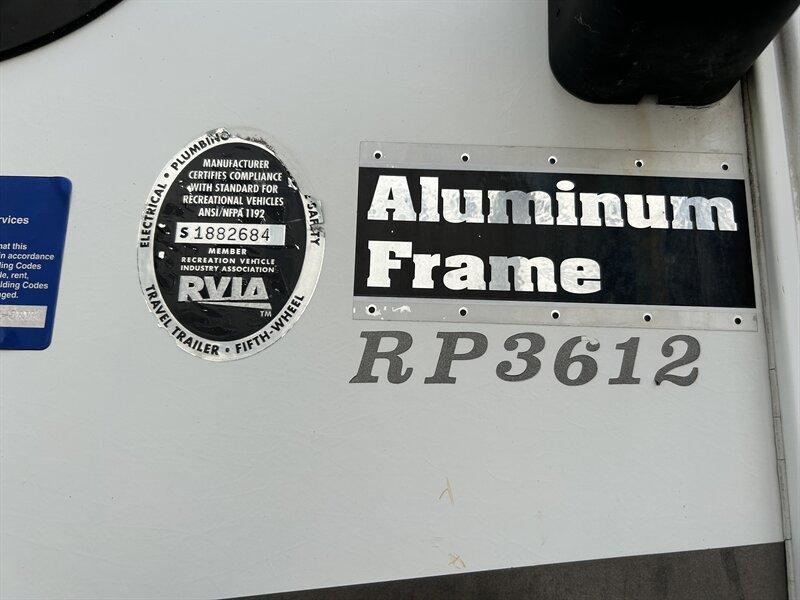 rvices
at this
n accordance
ding Codes
le, rent,
ilding Codes
ged.
ELECTRICAL • PLUMBING
SAFETY
MANUFACTURER
CERTIFIES COMPLIANCE
WITH STANDARD FOR
RECREATIONAL VEHICLES
ANSI/NFPA 1192
S 1882684
MEMBER
RECREATION VEHICLE
INDUSTRY ASSOCIATION
RVIA
TM
TRAVEL TRAILER • FIFTH-WHEEL
Aluminum
Frame
RP3612